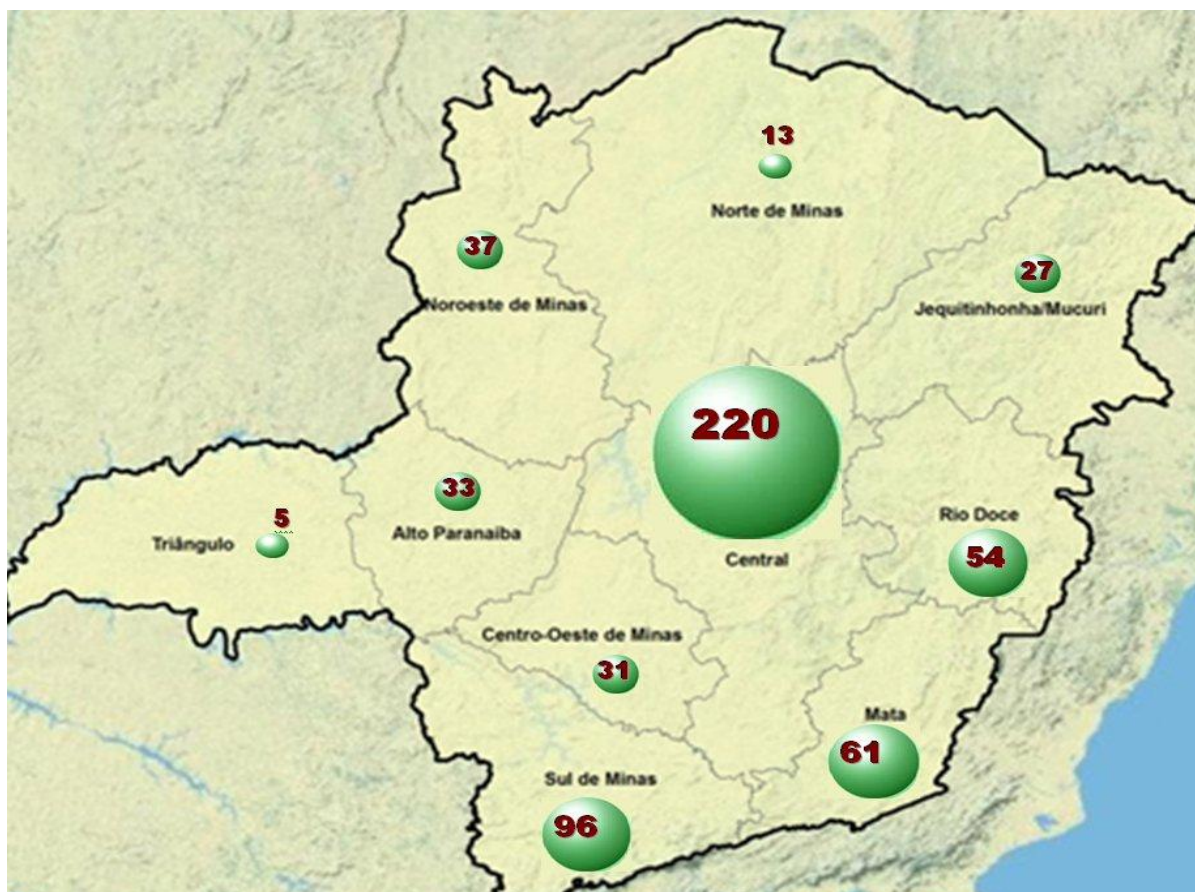 13
Norte de Minas
37
Noroeste de Minas
27
Jequitinhonha/Mucuri
220
Central
33
Alto Paranaiba
5
Triângulo
Rio Doce
54
Centro-Oeste de Minas
31
Mata
61
Sul de Minas
96